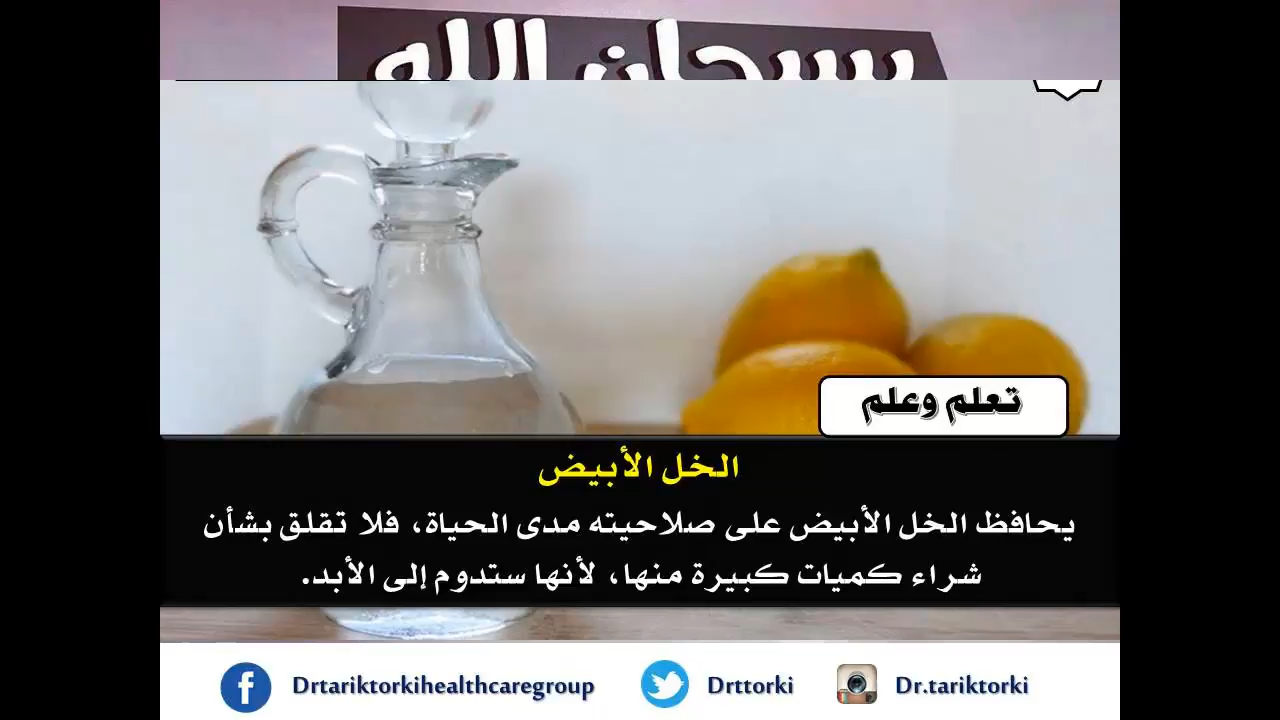 سبحان الله
تعلم وعلم
الخل الأبيض
يحافظ الخل الأبيض على صلاحيته مدى الحياة، فلا تقلق بشأن
شراء كميات كبيرة منها، لأنها ستدوم إلى الأبد.
Drtariktorkihealthcaregroup Drttorki Dr.tariktorki